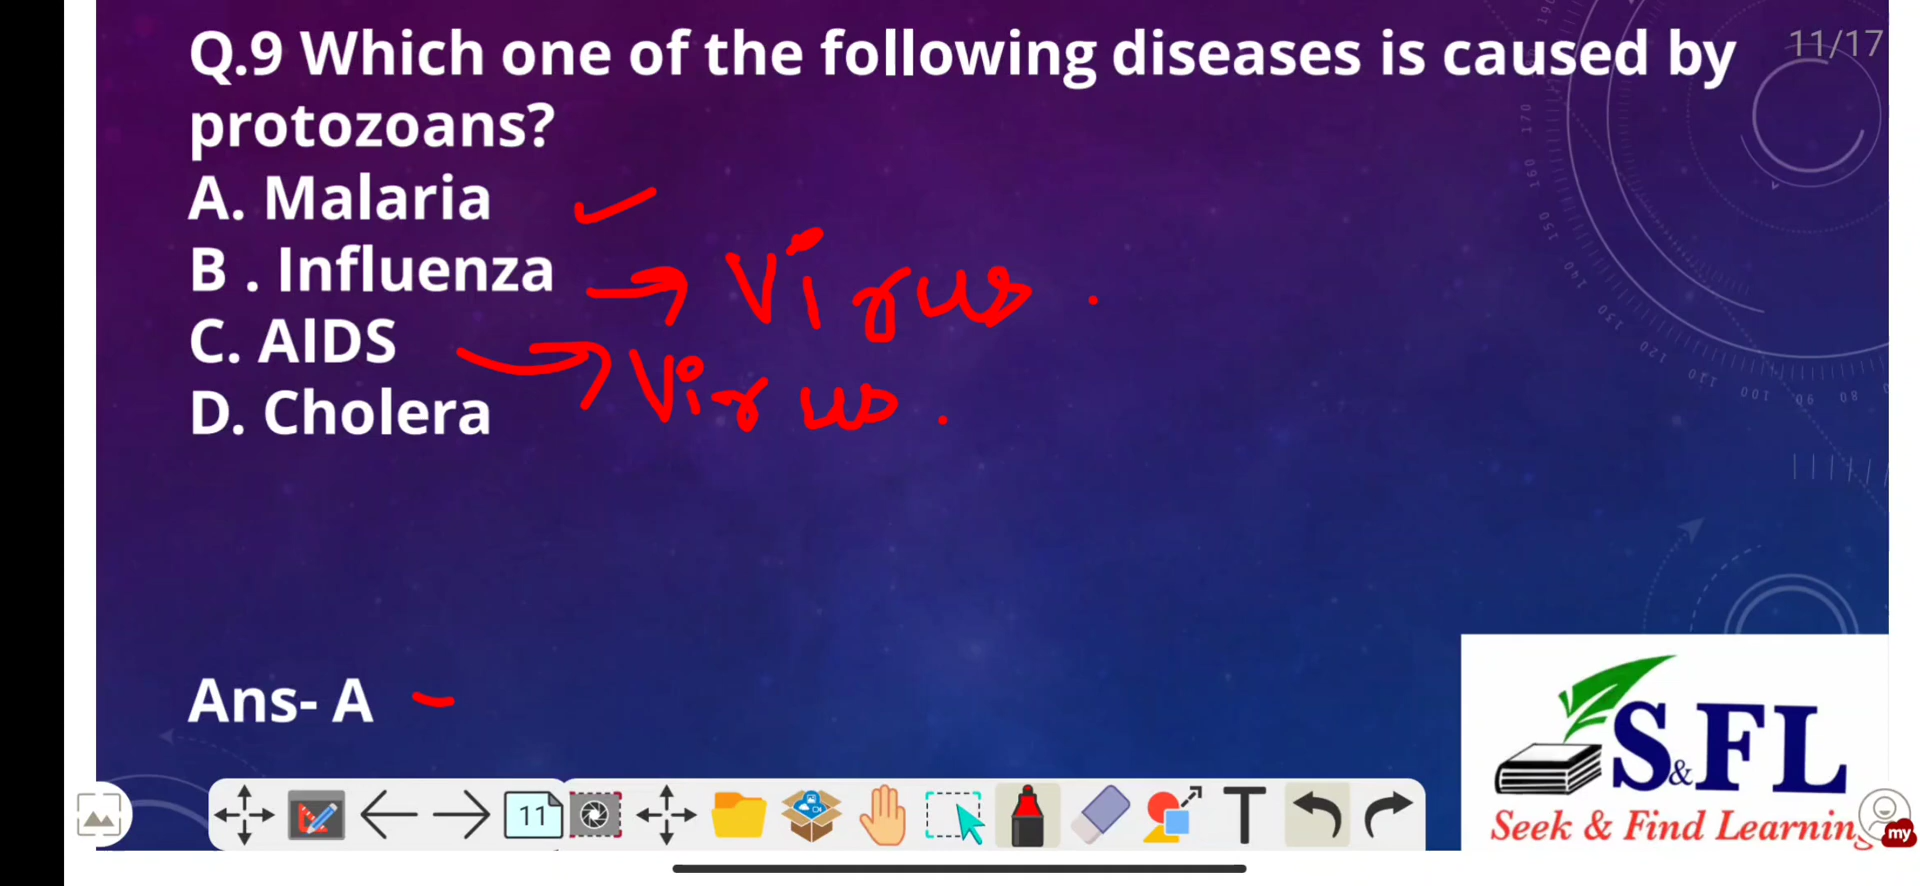 11/17
Q.9 Which one of the following diseases is caused by
protozoans?
A. Malaria
B . Influenza → Virus.
C. AIDS → Virus.
D. Cholera
Ans- A -
S&FL
Seek & Find Learning
11
T
my